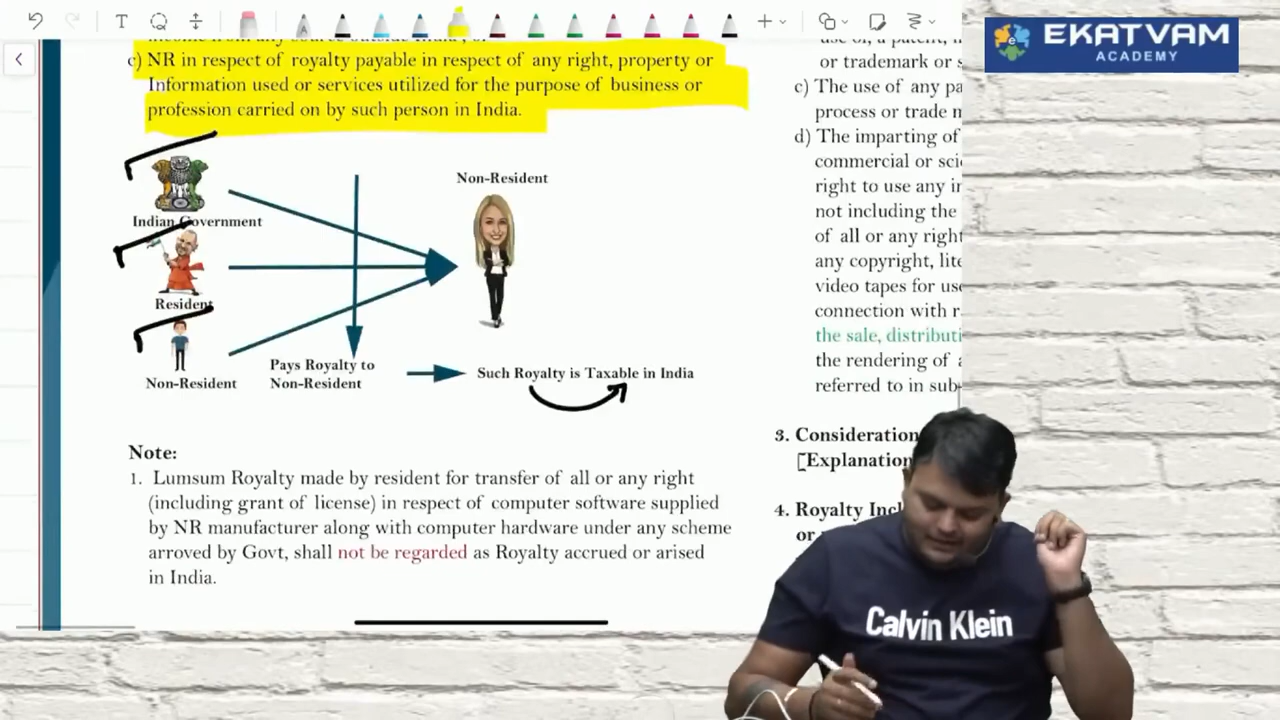 c) NR in respect of royalty payable in respect of any right, property or
Information used or services utilized for the purpose of business or
profession carried on by such person in India.
Indian Government
Resident
Non-Resident
Pays Royalty to
Non-Resident
Non-Resident
Such Royalty is Taxable in India
Note:
1. Lumsum Royalty made by resident for transfer of all or any right
(including grant of license) in respect of computer software supplied
by NR manufacturer along with computer hardware under any scheme
arroved by Govt, shall not be regarded as Royalty accrued or arised
in India.
or trademark or s
c) The use of any pa
process or trade m
d) The imparting of
commercial or sci
right to use any i
not including the
of all or any right
any copyright, lite
video tapes for use
connection with r
the sale, distributi
the rendering of a
referred to in sub
3. Consideration
[Explanation
4. Royalty Incl
or
EKATVAM
ACADEMY
Calvin Klein